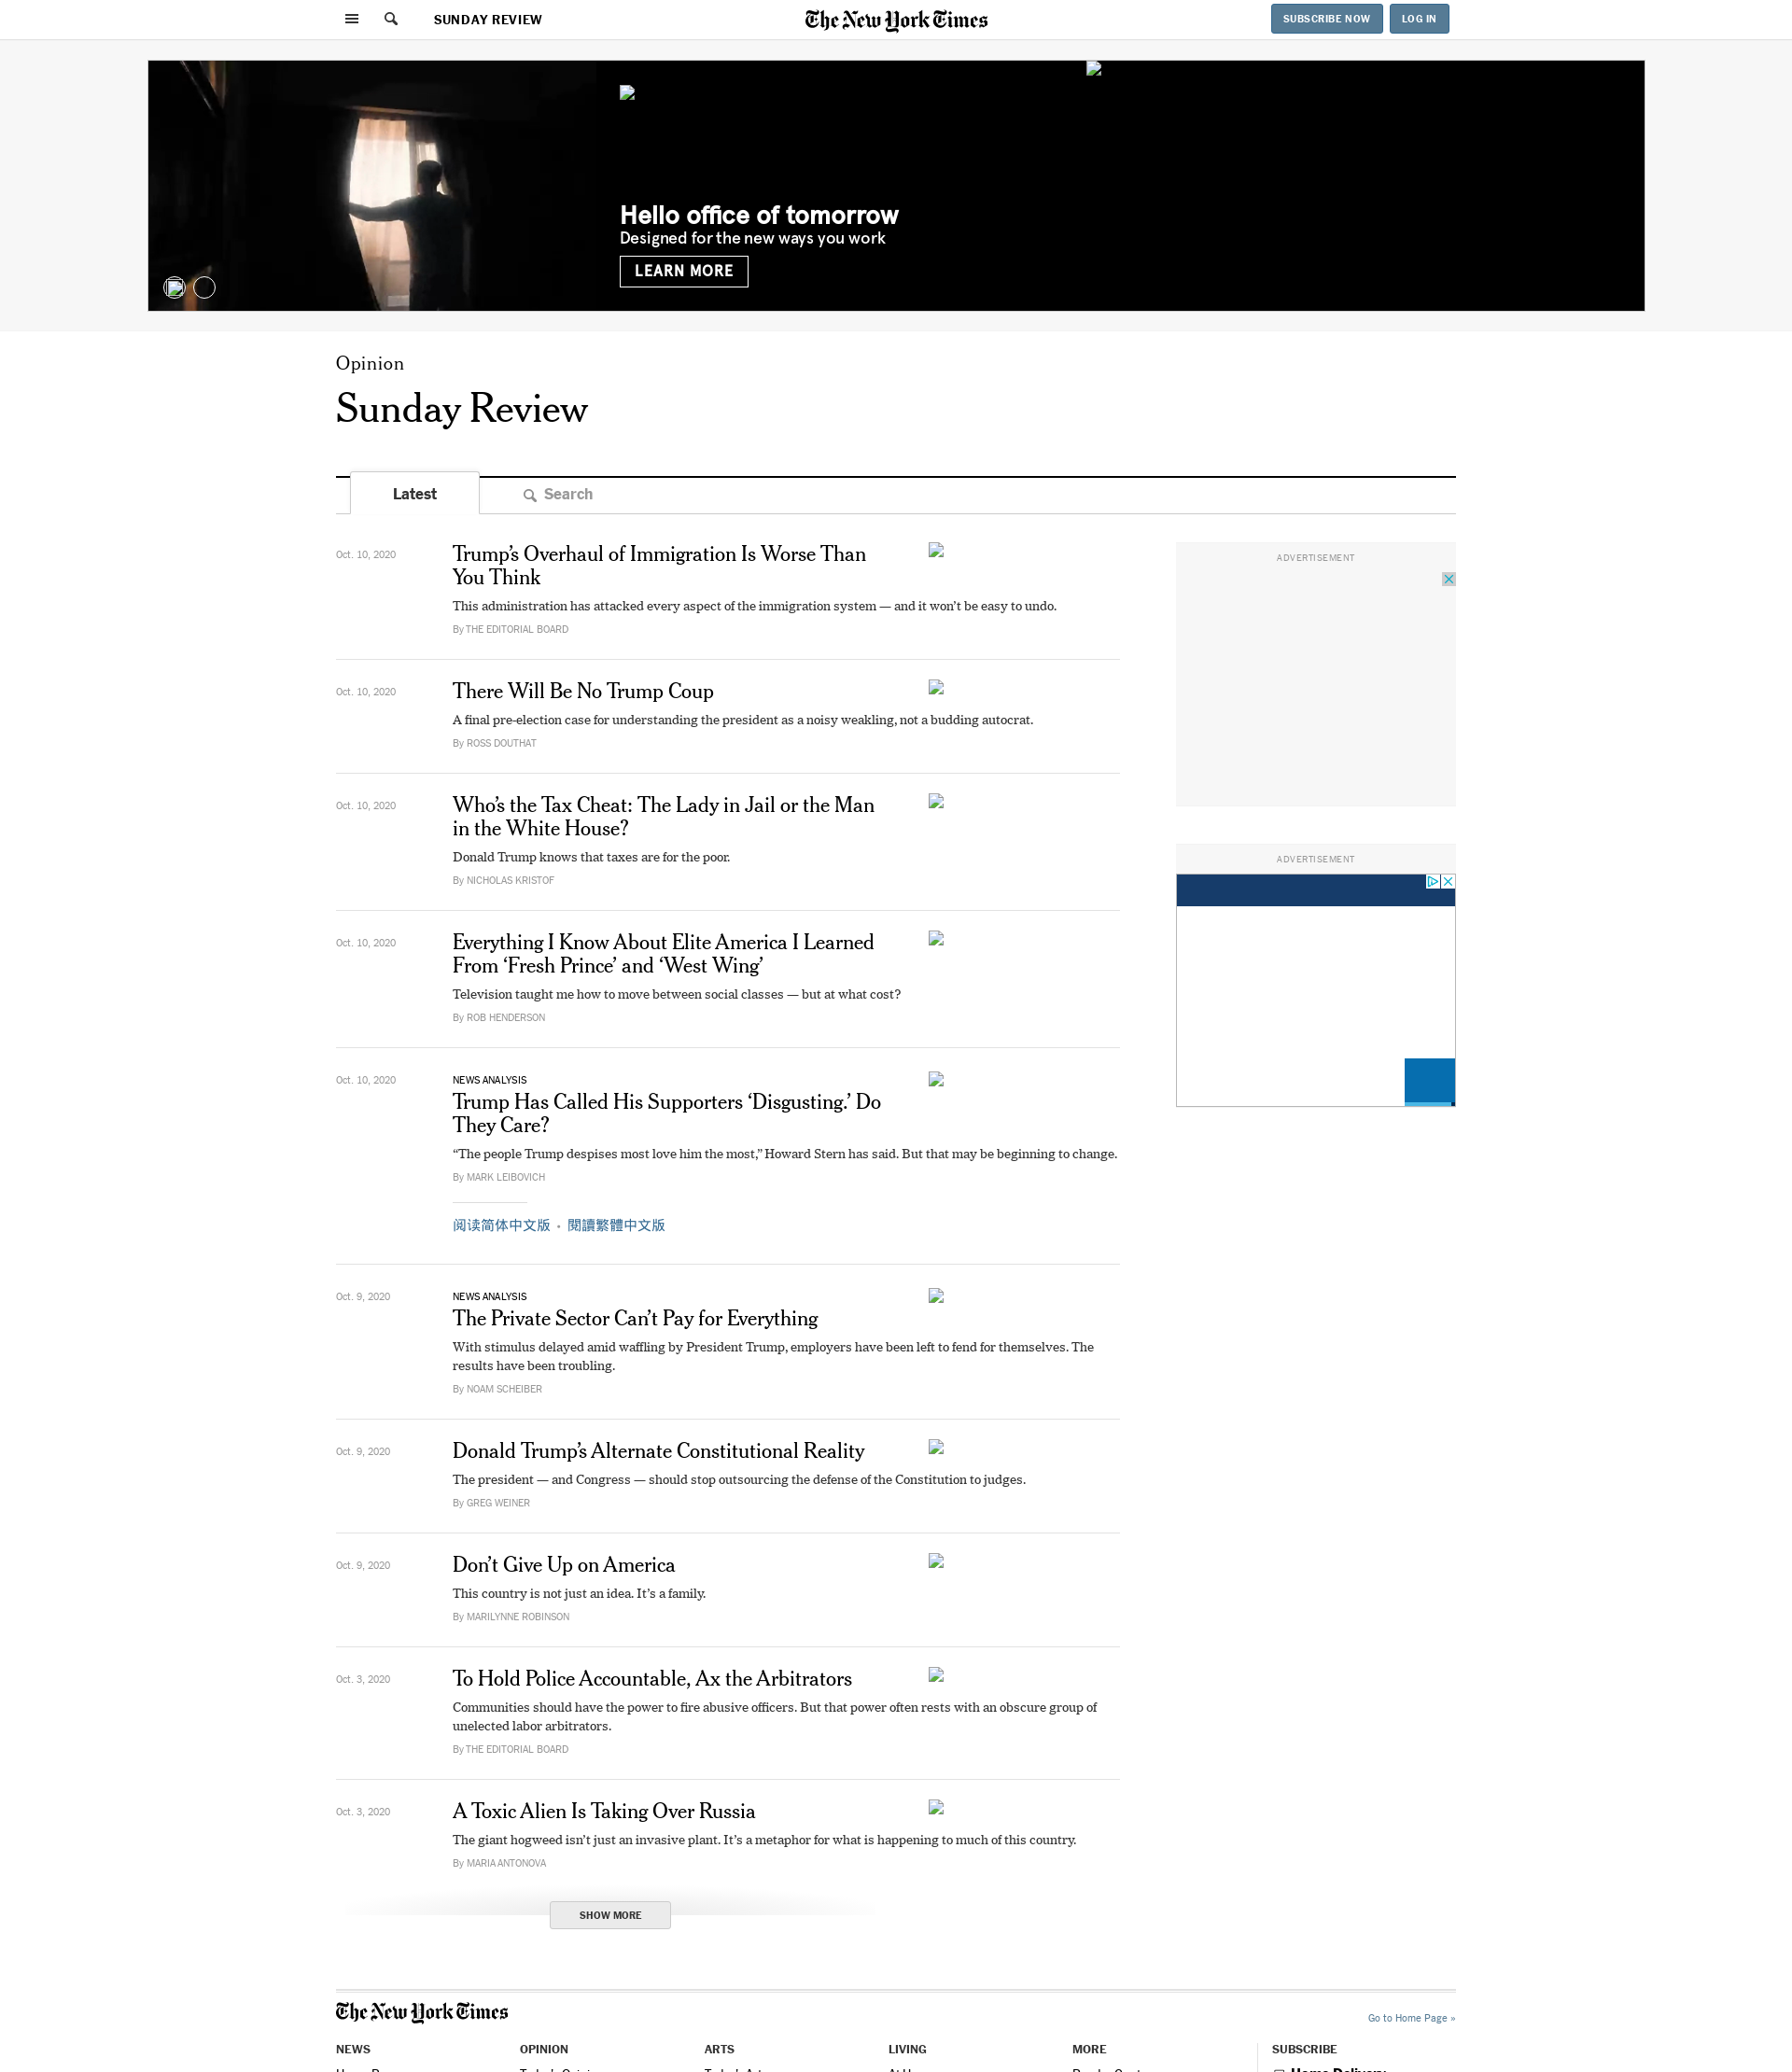 SUNDAY REVIEW
The New York Times
SUBSCRIBE NOW
LOG IN
Hello office of tomorrow
Designed for the new ways you work
LEARN MORE
Opinion
Sunday Review
Latest
Search
Oct. 10, 2020
Trump’s Overhaul of Immigration Is Worse Than
You Think
This administration has attacked every aspect of the immigration system — and it won’t be easy to undo.
By THE EDITORIAL BOARD
ADVERTISEMENT
Oct. 10, 2020
There Will Be No Trump Coup
A final pre-election case for understanding the president as a noisy weakling, not a budding autocrat.
By ROSS DOUTHAT
Oct. 10, 2020
Who’s the Tax Cheat: The Lady in Jail or the Man
in the White House?
Donald Trump knows that taxes are for the poor.
By NICHOLAS KRISTOF
ADVERTISEMENT
Oct. 10, 2020
Everything I Know About Elite America I Learned
From ‘Fresh Prince’ and ‘West Wing’
Television taught me how to move between social classes — but at what cost?
By ROB HENDERSON
Oct. 10, 2020
NEWS ANALYSIS
Trump Has Called His Supporters ‘Disgusting.’ Do
They Care?
“The people Trump despises most love him the most,” Howard Stern has said. But that may be beginning to change.
By MARK LEIBOVICH
阅读简体中文版 • 閱讀繁體中文版
Oct. 9, 2020
NEWS ANALYSIS
The Private Sector Can’t Pay for Everything
With stimulus delayed amid waffling by President Trump, employers have been left to fend for themselves. The
results have been troubling.
By NOAM SCHEIBER
Oct. 9, 2020
Donald Trump’s Alternate Constitutional Reality
The president — and Congress — should stop outsourcing the defense of the Constitution to judges.
By GREG WEINER
Oct. 9, 2020
Don’t Give Up on America
This country is not just an idea. It’s a family.
By MARILYNNE ROBINSON
Oct. 3, 2020
To Hold Police Accountable, Ax the Arbitrators
Communities should have the power to fire abusive officers. But that power often rests with an obscure group of
unelected labor arbitrators.
By THE EDITORIAL BOARD
Oct. 3, 2020
A Toxic Alien Is Taking Over Russia
The giant hogweed isn’t just an invasive plant. It’s a metaphor for what is happening to much of this country.
By MARIA ANTONOVA
SHOW MORE
The New York Times
Go to Home Page »
NEWS
OPINION
ARTS
LIVING
MORE
SUBSCRIBE